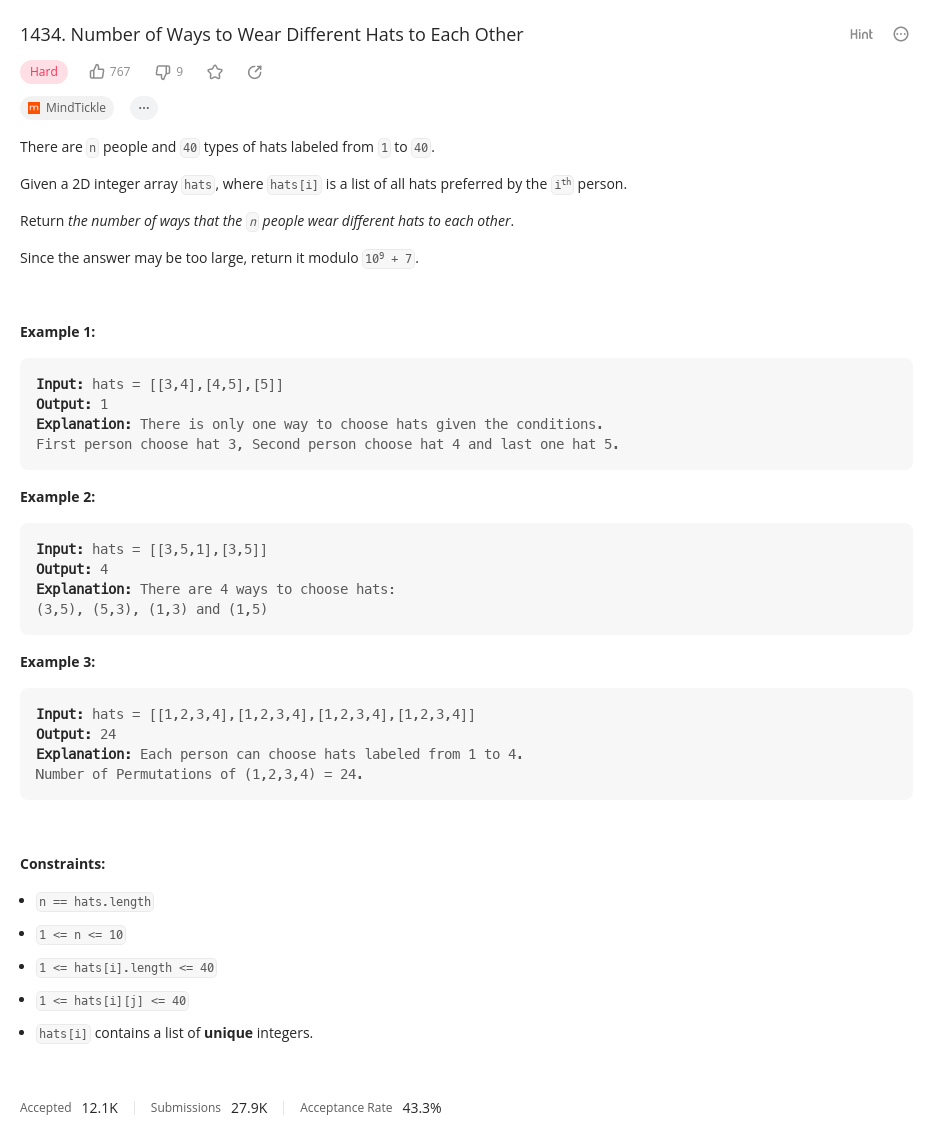 1434. Number of Ways to Wear Different Hats to Each Other
Hint
Hard 767 9
MindTickle ...
There are n people and 40 types of hats labeled from 1 to 40.
Given a 2D integer array hats, where hats[i] is a list of all hats preferred by the iᵗʰ person.
Return the number of ways that the n people wear different hats to each other.
Since the answer may be too large, return it modulo 10⁹ + 7.
Example 1:
Input: hats = [[3,4],[4,5],[5]]
Output: 1
Explanation: There is only one way to choose hats given the conditions.
First person choose hat 3, Second person choose hat 4 and last one hat 5.
Example 2:
Input: hats = [[3,5,1],[3,5]]
Output: 4
Explanation: There are 4 ways to choose hats:
(3,5), (5,3), (1,3) and (1,5)
Example 3:
Input: hats = [[1,2,3,4],[1,2,3,4],[1,2,3,4],[1,2,3,4]]
Output: 24
Explanation: Each person can choose hats labeled from 1 to 4.
Number of Permutations of (1,2,3,4) = 24.
Constraints:
n == hats.length
1 <= n <= 10
1 <= hats[i].length <= 40
1 <= hats[i][j] <= 40
hats[i] contains a list of unique integers.
Accepted 12.1K Submissions 27.9K Acceptance Rate 43.3%